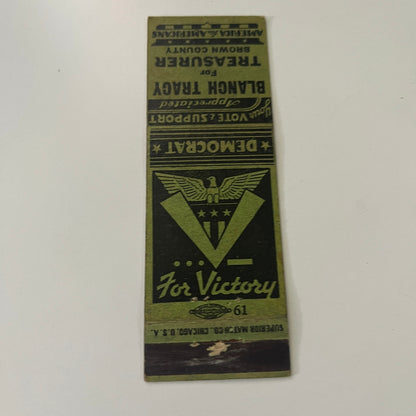 AMERICA for AMERICANS
BROWN COUNTY
TREASURER
For
BLANCH TRACY
Your VOTE & SUPPORT Appreciated
★ DEMOCRAT ★
...—
For Victory
61
SUPERIOR MATCH CO. CHICAGO, U.S.A.